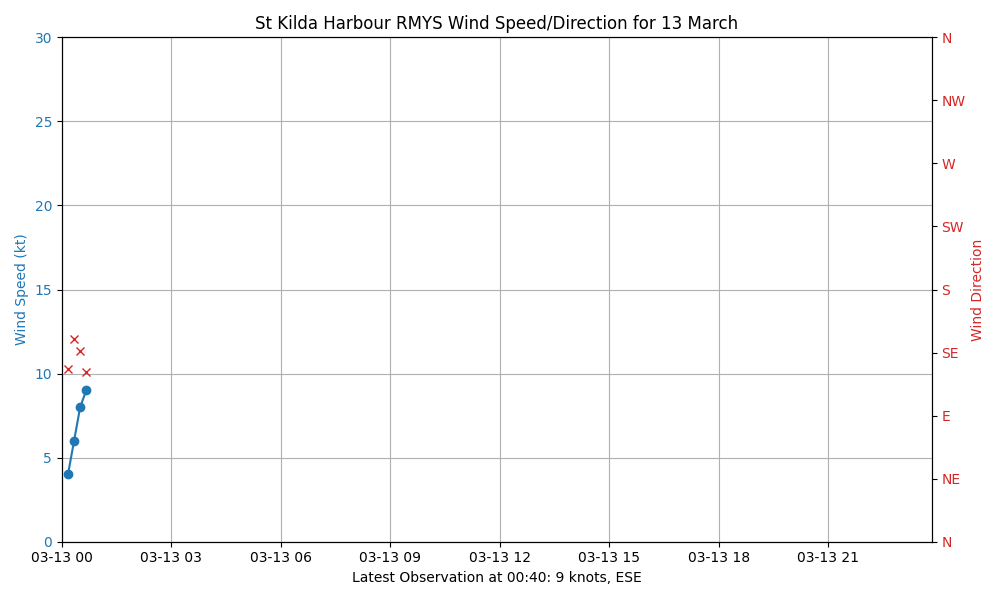 St Kilda Harbour RMYS Wind Speed/Direction for 13 March
30
25
20
15
10
5
0
Wind Speed (kt)
N
NW
W
SW
S
SE
E
NE
N
Wind Direction
03-13 00 03-13 03 03-13 06 03-13 09 03-13 12 03-13 15 03-13 18 03-13 21
Latest Observation at 00:40: 9 knots, ESE